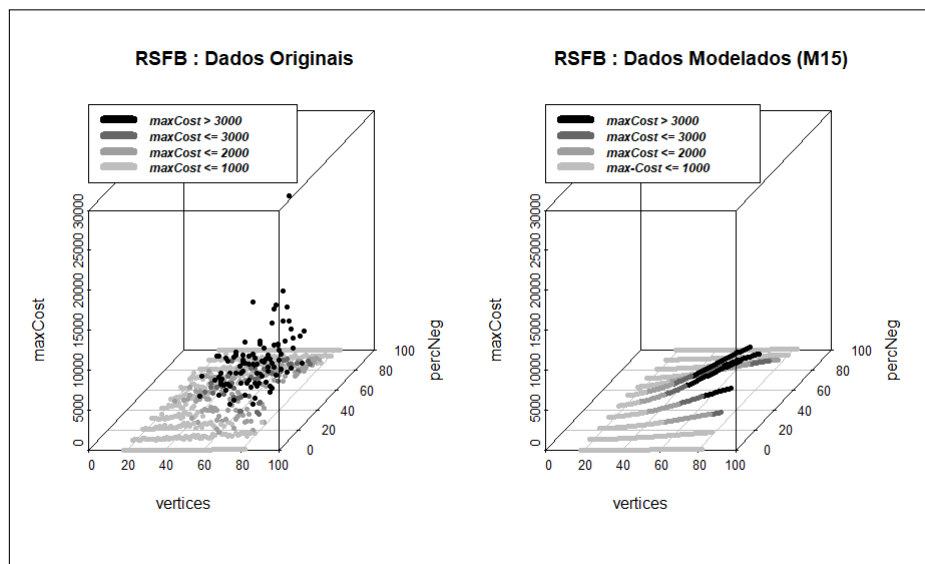 RSFB : Dados Originais
maxCost > 3000
maxCost <= 3000
maxCost <= 2000
maxCost <= 1000
maxCost
0
5000
10000
15000
20000
25000
30000
0 20 40 60 80 100
vertices
0
20
40
60
80
100
percNeg
RSFB : Dados Modelados (M15)
maxCost > 3000
maxCost <= 3000
maxCost <= 2000
max-Cost <= 1000
maxCost
0
5000
10000
15000
20000
25000
30000
0 20 40 60 80 100
vertices
0
20
40
60
80
100
percNeg